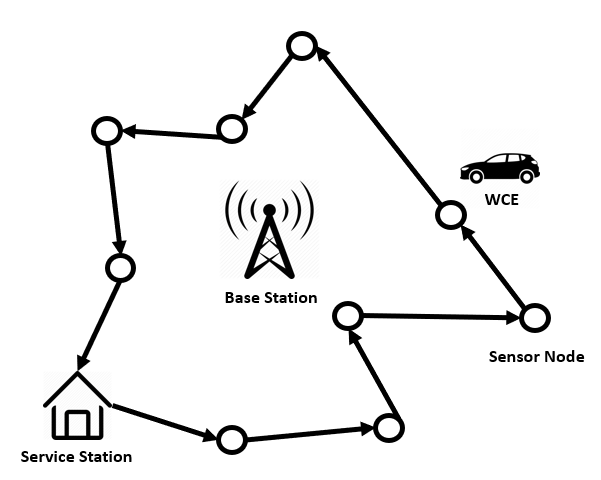 WCE
Base Station
Sensor Node
Service Station